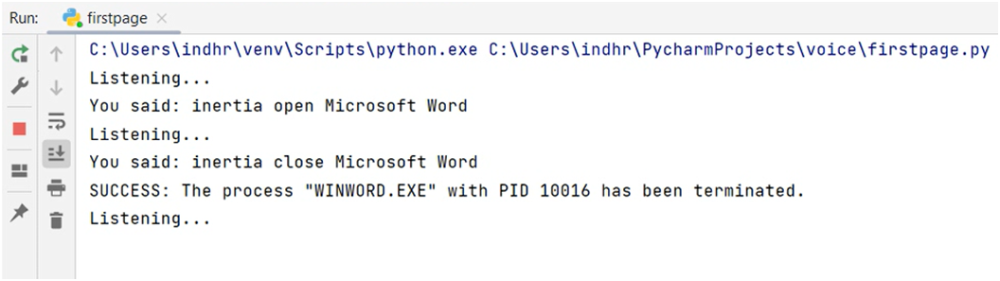 Run: firstpage
C:\Users\indhr\venv\Scripts\python.exe C:\Users\indhr\PycharmProjects\voice\firstpage.py
Listening...
You said: inertia open Microsoft Word
Listening...
You said: inertia close Microsoft Word
SUCCESS: The process "WINWORD.EXE" with PID 10016 has been terminated.
Listening...